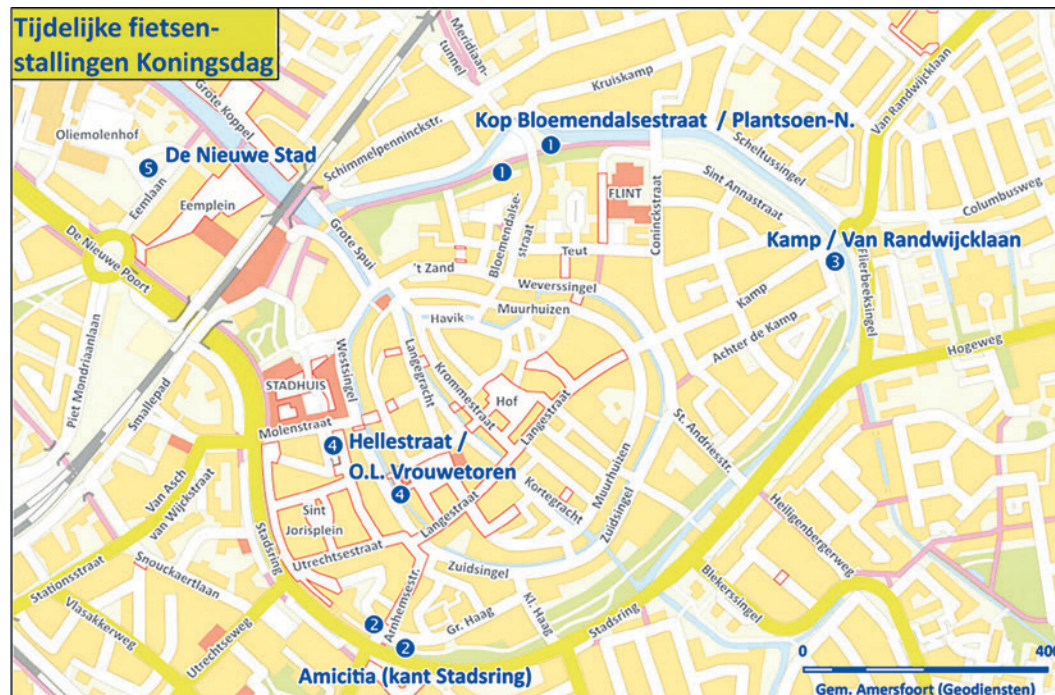 Tijdelijke fietsen-
stallingen Koningsdag
Meridiaan-
tunnel
Kruiskamp
Van Randwijcklaan
Grote Koppel
Oliemolenhof
Schimmelpenninckstr.
Kop Bloemendalsestraat / Plantsoen-N.
1
1
Scheltussingel
5
De Nieuwe Stad
Eemlaan
Eemplein
FLINT
Sint Annastraat
Columbusweg
Bloemendalse-
straat
Coninckstraat
De Nieuwe Poort
Grote Spui
Teut
Kamp / Van Randwijcklaan
3
't Zand
Weverssingel
Kamp
Flierbeeksingel
Havik
Muurhuizen
Achter de Kamp
Hogeweg
Piet Mondriaanlaan
Smallepad
Westsingel
Langegracht
Krommestraat
STADHUIS
Hof
Langestraat
Molenstraat
4
Hellestraat /
O.L. Vrouwetoren
4
St. Andriesstr.
Muurhuizen
Van Asch
van Wijckstraat
Sint
Jorisplein
Langestraat
Kortegracht
Zuidsingel
Heiligenbergerweg
Stadsring
Utrechtsestraat
Stationsstraat
Snouckaertlaan
Zuidsingel
Blekerssingel
Vlasakkerweg
Utrechtseweg
Arnhemsestr.
Gr. Haag
Kl. Haag
Stadsring
2
2
Amicitia (kant Stadsring)
0
400
Gem. Amersfoort (Geodiensten)